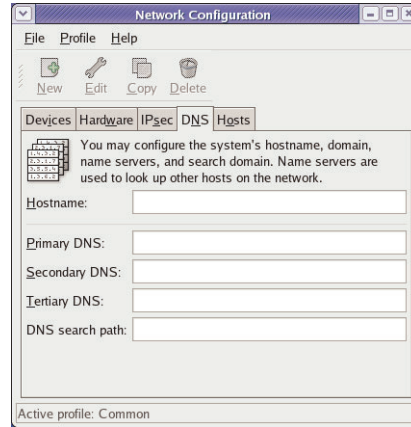 Network Configuration
File Profile Help
New Edit Copy Delete
Devices Hardware IPsec DNS Hosts
You may configure the system's hostname, domain,
name servers, and search domain. Name servers are
used to look up other hosts on the network.
Hostname:
Primary DNS:
Secondary DNS:
Tertiary DNS:
DNS search path:
Active profile: Common